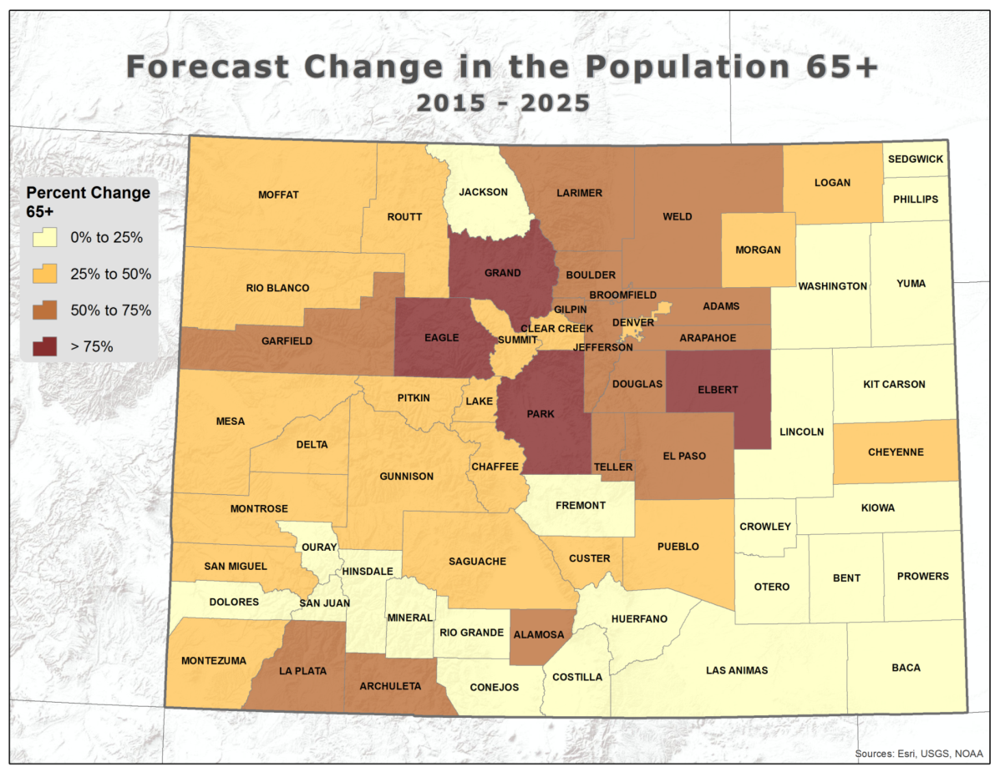 Forecast Change in the Population 65+
2015 - 2025
Percent Change
65+
0% to 25%
25% to 50%
50% to 75%
> 75%
SEDGWICK
LOGAN
JACKSON
LARIMER
MOFFAT
PHILLIPS
ROUTT
WELD
MORGAN
GRAND
BOULDER
YUMA
WASHINGTON
RIO BLANCO
BROOMFIELD
ADAMS
GILPIN
DENVER
CLEAR CREEK
EAGLE
ARAPAHOE
SUMMIT
GARFIELD
JEFFERSON
DOUGLAS
KIT CARSON
ELBERT
PITKIN
LAKE
PARK
MESA
LINCOLN
DELTA
CHEYENNE
EL PASO
CHAFFEE
TELLER
GUNNISON
FREMONT
MONTROSE
KIOWA
CROWLEY
OURAY
PUEBLO
CUSTER
SAGUACHE
SAN MIGUEL
HINSDALE
PROWERS
BENT
OTERO
DOLORES
SAN JUAN
MINERAL
HUERFANO
RIO GRANDE
ALAMOSA
MONTEZUMA
BACA
LA PLATA
LAS ANIMAS
COSTILLA
ARCHULETA
CONEJOS
Sources: Esri, USGS, NOAA